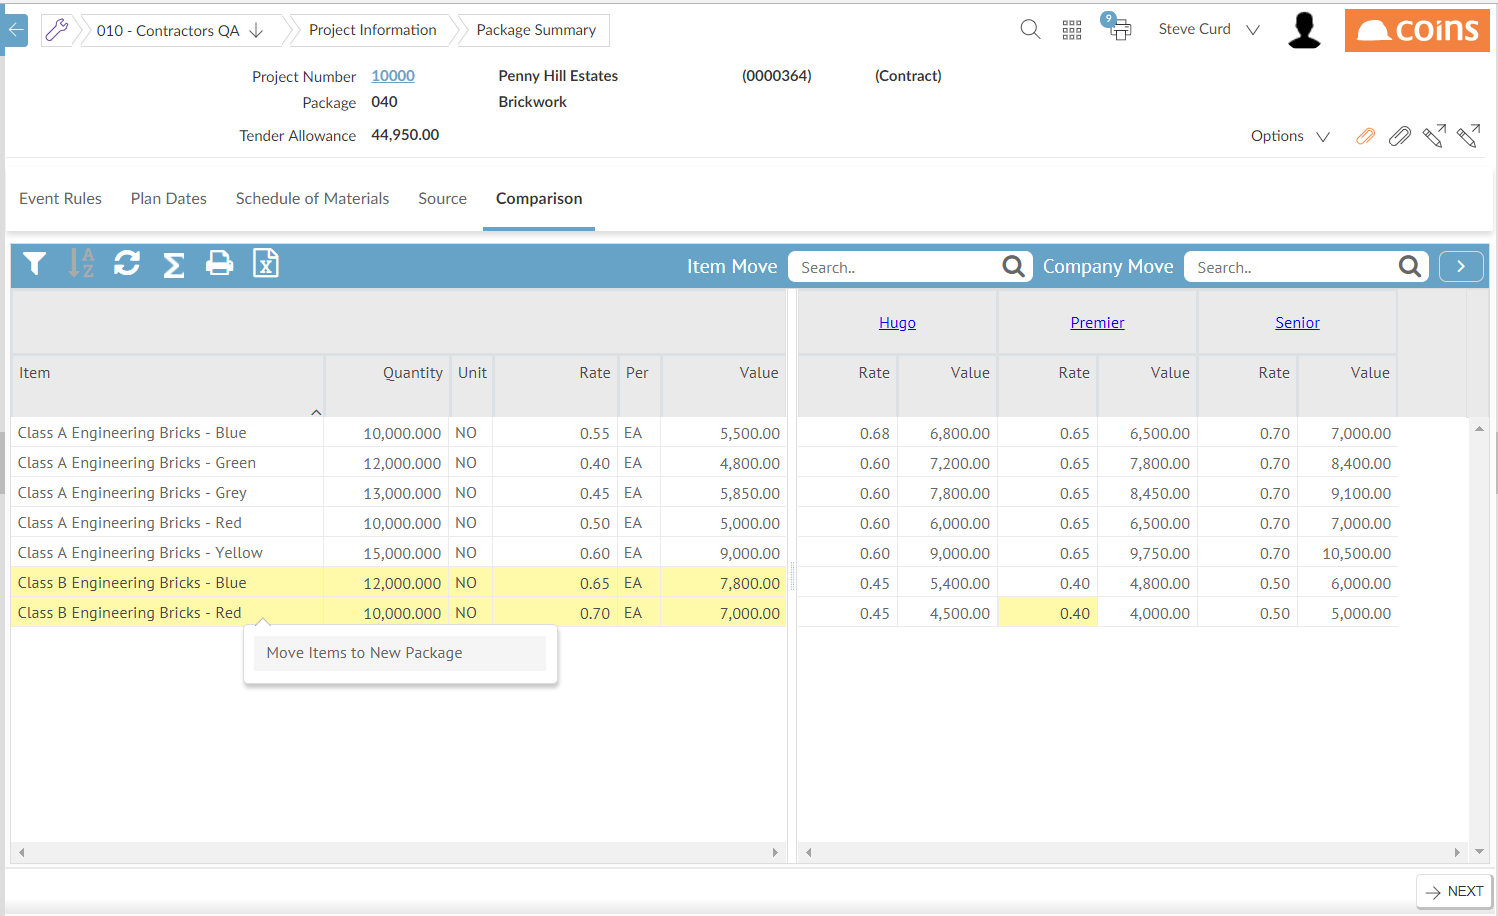 010 - Contractors QA Project Information Package Summary 9 Steve Curd coins
Project Number 10000 Penny Hill Estates (0000364) (Contract)
Package 040 Brickwork
Tender Allowance 44,950.00 Options
Event Rules Plan Dates Schedule of Materials Source Comparison
A Z X Item Move Search.. Company Move Search..
Hugo Premier Senior
Item Quantity Unit Rate Per Value Rate Value Rate Value Rate Value
Class A Engineering Bricks - Blue 10,000.000 NO 0.55 EA 5,500.00 0.68 6,800.00 0.65 6,500.00 0.70 7,000.00
Class A Engineering Bricks - Green 12,000.000 NO 0.40 EA 4,800.00 0.60 7,200.00 0.65 7,800.00 0.70 8,400.00
Class A Engineering Bricks - Grey 13,000.000 NO 0.45 EA 5,850.00 0.60 7,800.00 0.65 8,450.00 0.70 9,100.00
Class A Engineering Bricks - Red 10,000.000 NO 0.50 EA 5,000.00 0.60 6,000.00 0.65 6,500.00 0.70 7,000.00
Class A Engineering Bricks - Yellow 15,000.000 NO 0.60 EA 9,000.00 0.60 9,000.00 0.65 9,750.00 0.70 10,500.00
Class B Engineering Bricks - Blue 12,000.000 NO 0.65 EA 7,800.00 0.45 5,400.00 0.40 4,800.00 0.50 6,000.00
Class B Engineering Bricks - Red 10,000.000 NO 0.70 EA 7,000.00 0.45 4,500.00 0.40 4,000.00 0.50 5,000.00
Move Items to New Package
NEXT